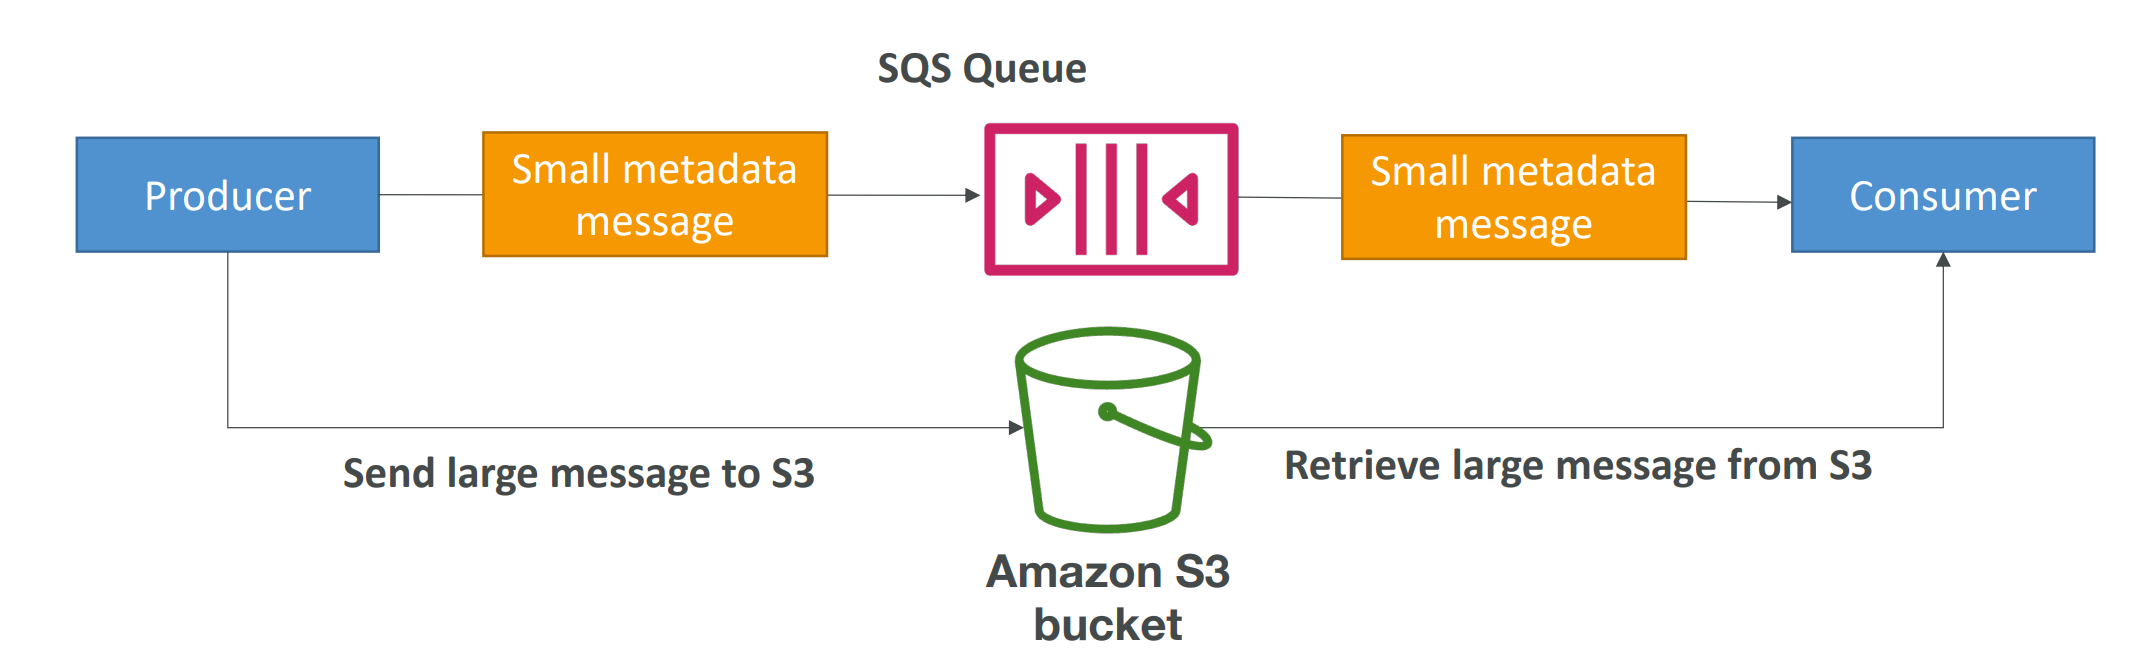 SQS Queue
Producer
Small metadata
message
Small metadata
message
Consumer
Send large message to S3
Retrieve large message from S3
Amazon S3
bucket